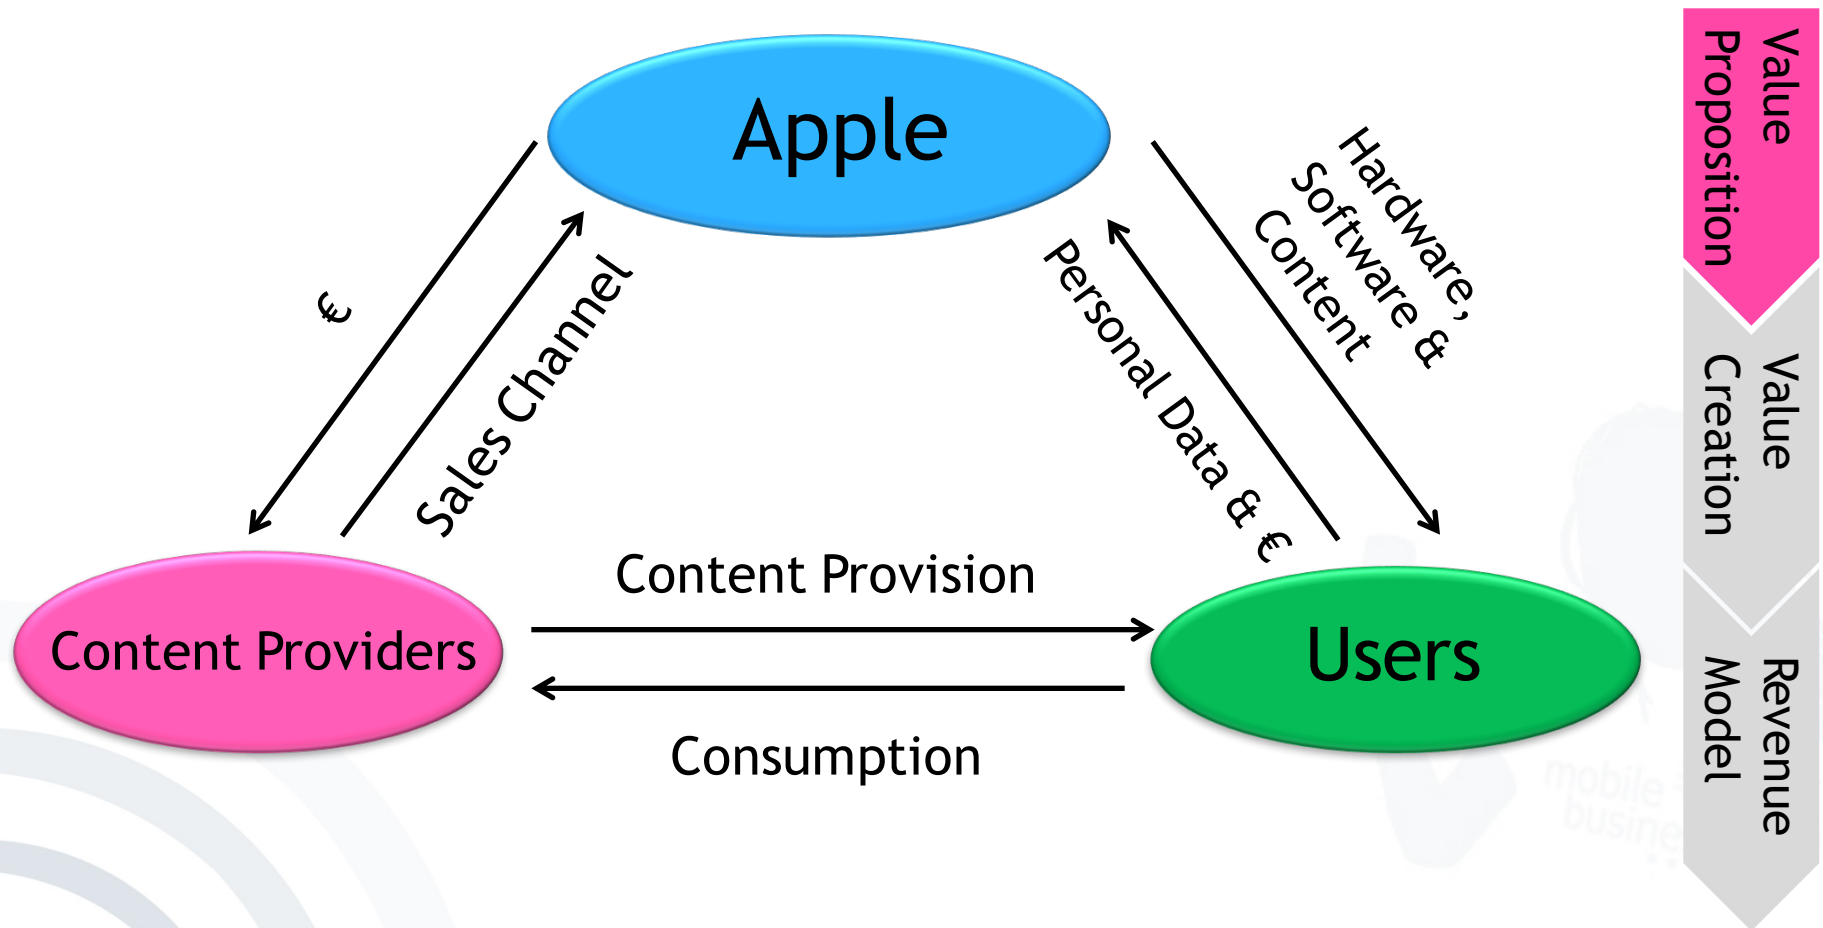 Apple
€
Sales Channel
Personal Data & €
Hardware,
Software &
Content
Content Providers
Content Provision
Consumption
Users
Value
Proposition
Value
Creation
Revenue
Model
mobile